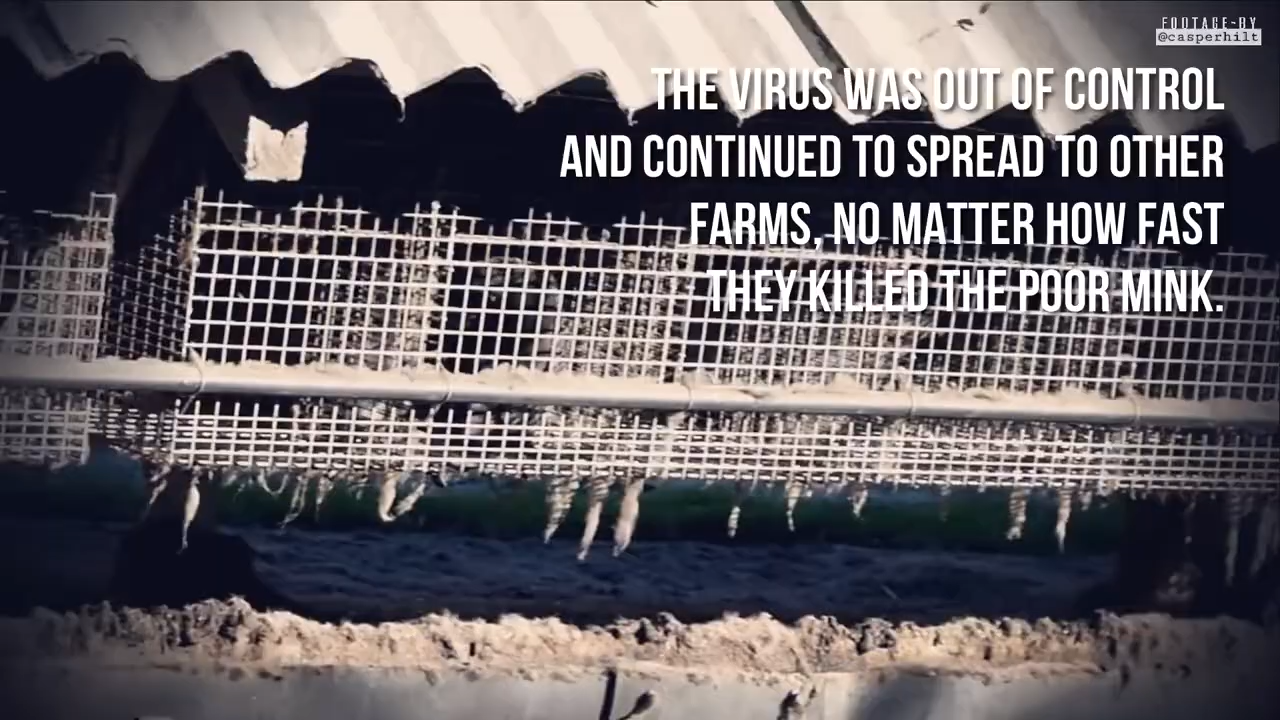 FOOTAGE-BY
@casperhilt
THE VIRUS WAS OUT OF CONTROL
AND CONTINUED TO SPREAD TO OTHER
FARMS, NO MATTER HOW FAST
THEY KILLED THE POOR MINK.